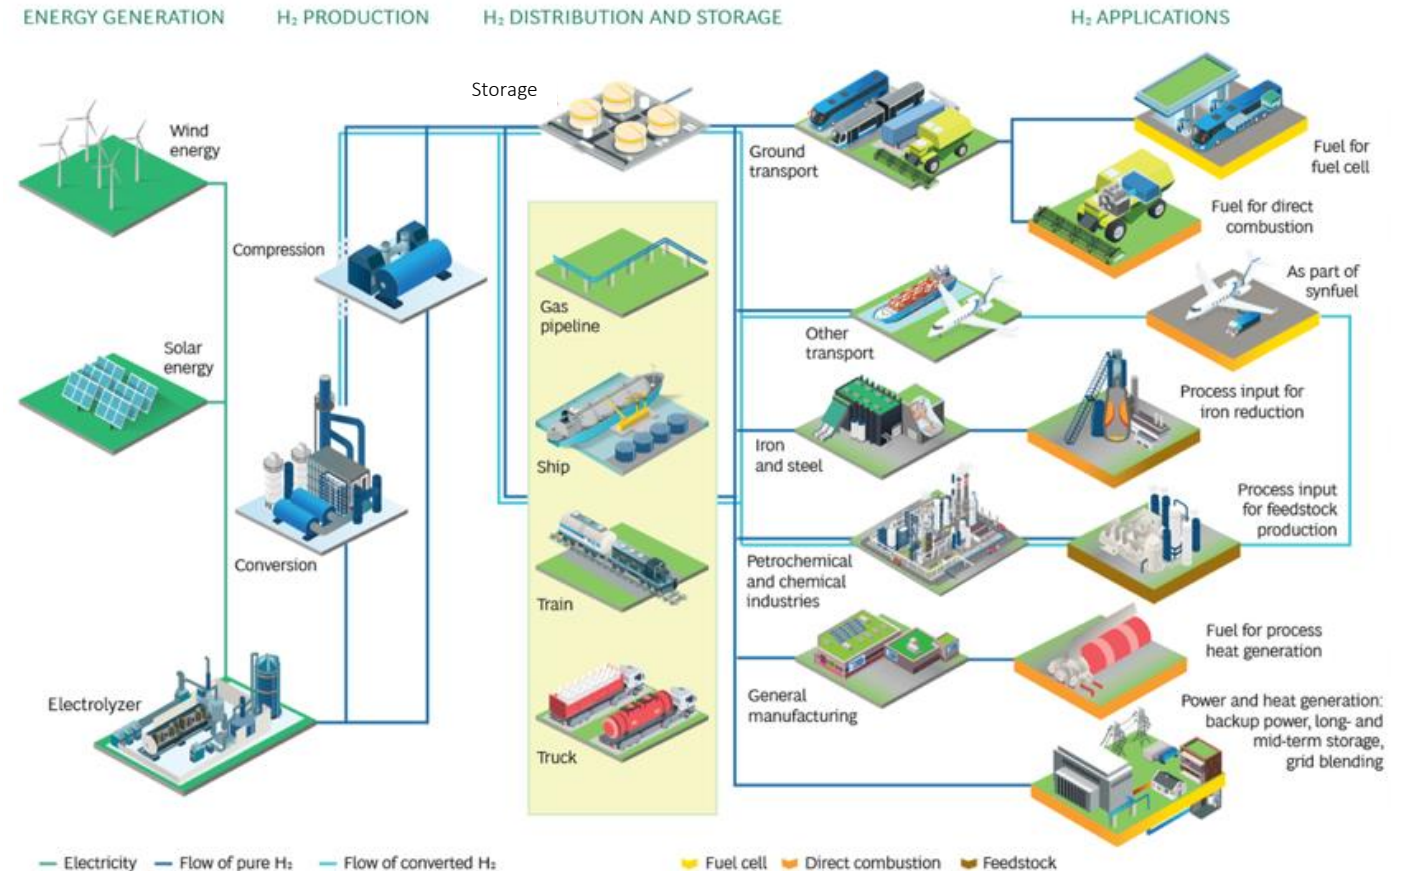 ENERGY GENERATION
H₂ PRODUCTION
H₂ DISTRIBUTION AND STORAGE
H₂ APPLICATIONS
Wind
energy
Solar
energy
Electrolyzer
Compression
Conversion
Storage
Gas
pipeline
Ship
Train
Truck
Ground
transport
Other
transport
Iron
and steel
Petrochemical
and chemical
industries
General
manufacturing
Fuel for
fuel cell
Fuel for direct
combustion
As part of
synfuel
Process input for
iron reduction
Process input
for feedstock
production
Fuel for process
heat generation
Power and heat generation:
backup power, long- and
mid-term storage,
grid blending
Electricity
Flow of pure H₂
Flow of converted H₂
Fuel cell
Direct combustion
Feedstock